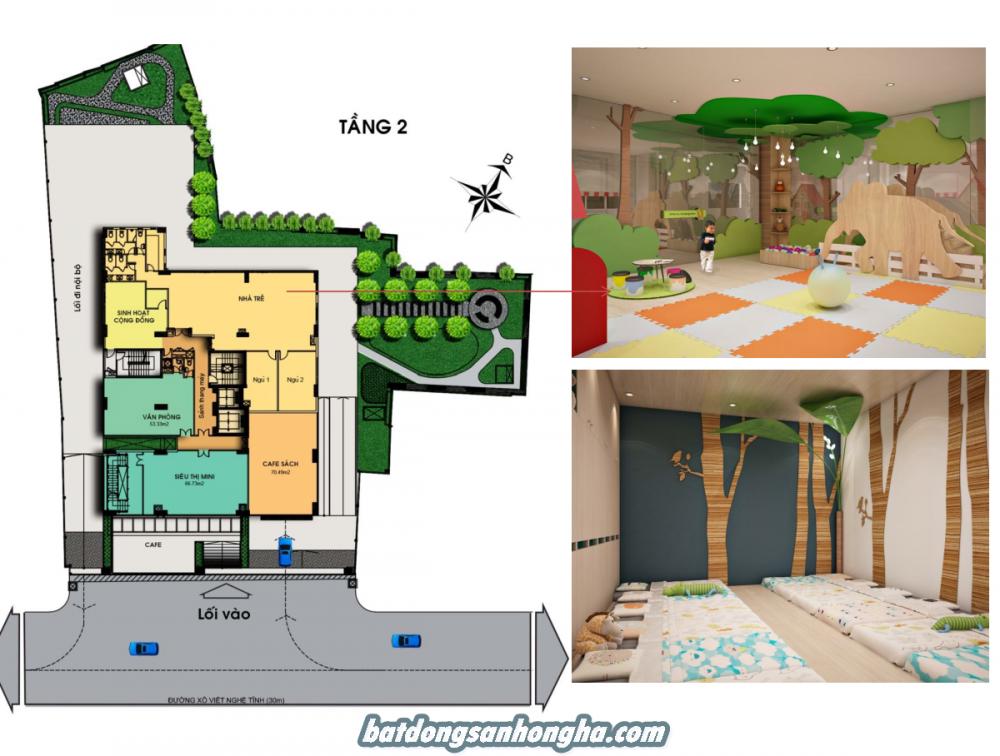 TẦNG 2
B
Lối đi nội bộ
NHÀ TRẺ
SINH HOẠT
CỘNG ĐỒNG
Ngủ 1
Ngủ 2
Sảnh thang máy
VĂN PHÒNG
53.33m2
CAFE SÁCH
70.49m2
SIÊU THỊ MINI
86.73m2
CAFE
Lối vào
ĐƯỜNG XÔ VIẾT NGHỆ TĨNH (30m)
batdongsanhongha.com